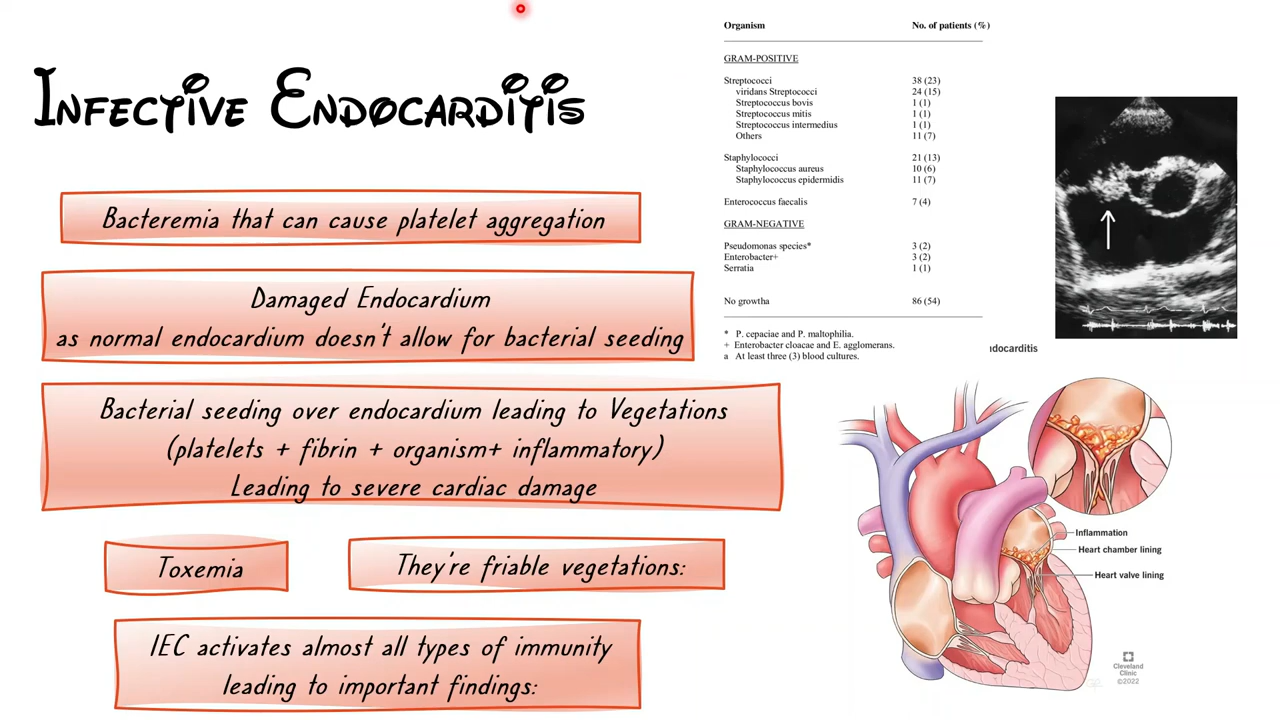 INFECTIVE ENDOCARDITIS
Bacteremia that can cause platelet aggregation
Damaged Endocardium
as normal endocardium doesn't allow for bacterial seeding
Bacterial seeding over endocardium leading to Vegetations
(platelets + fibrin + organism+ inflammatory)
Leading to severe cardiac damage
Toxemia
They're friable vegetations:
IEC activates almost all types of immunity
leading to important findings:
Organism No. of patients (%)
GRAM-POSITIVE
Streptococci 38 (23)
viridans Streptococci 24 (15)
Streptococcus bovis 1 (1)
Streptococcus mitis 1 (1)
Streptococcus intermedius 1 (1)
Others 11 (7)
Staphylococci 21 (13)
Staphylococcus aureus 10 (6)
Staphylococcus epidermidis 11 (7)
Enterococcus faecalis 7 (4)
GRAM-NEGATIVE
Pseudomonas species* 3 (2)
Enterobacter+ 3 (2)
Serratia 1 (1)
No growtha 86 (54)
* P. cepaciae and P. maltophilia.
+ Enterobacter cloacae and E. agglomerans.
a At least three (3) blood cultures.
ndocarditis
Inflammation
Heart chamber lining
Heart valve lining
Cleveland
Clinic
©2022